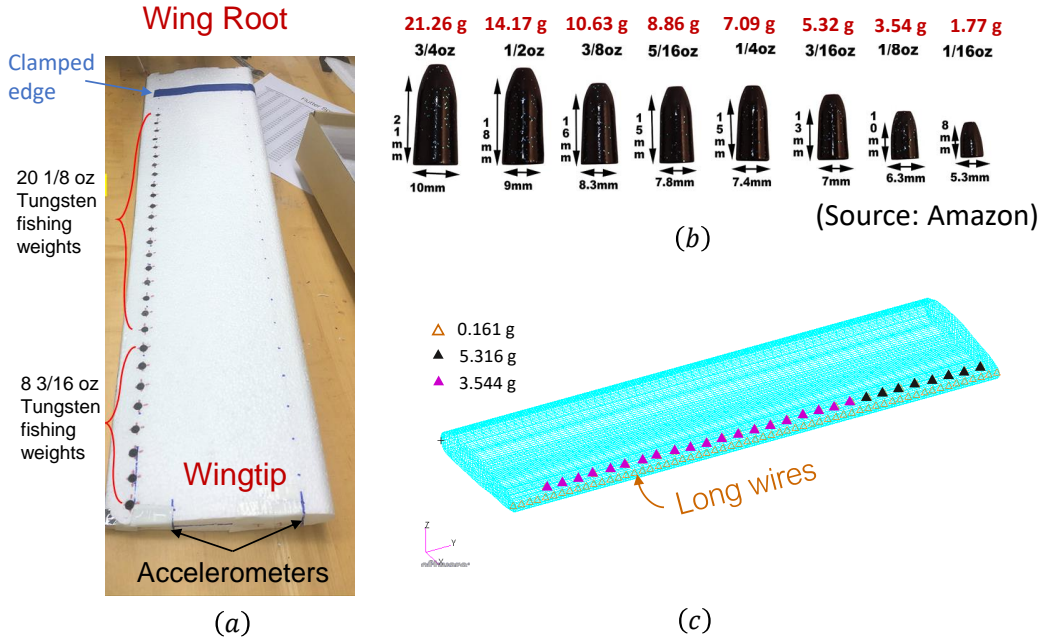 Wing Root
Clamped
edge
20 1/8 oz
Tungsten
fishing
weights
8 3/16 oz
Tungsten
fishing
weights
Wingtip
Accelerometers
(a)
21.26 g 14.17 g 10.63 g 8.86 g 7.09 g 5.32 g 3.54 g 1.77 g
3/4oz 1/2oz 3/8oz 5/16oz 1/4oz 3/16oz 1/8oz 1/16oz
21mm 18mm 16mm 15mm 15mm 13mm 10mm 8mm
10mm 9mm 8.3mm 7.8mm 7.4mm 7mm 6.3mm 5.3mm
(Source: Amazon)
(b)
0.161 g
5.316 g
3.544 g
Long wires
Z
Y
X
(c)